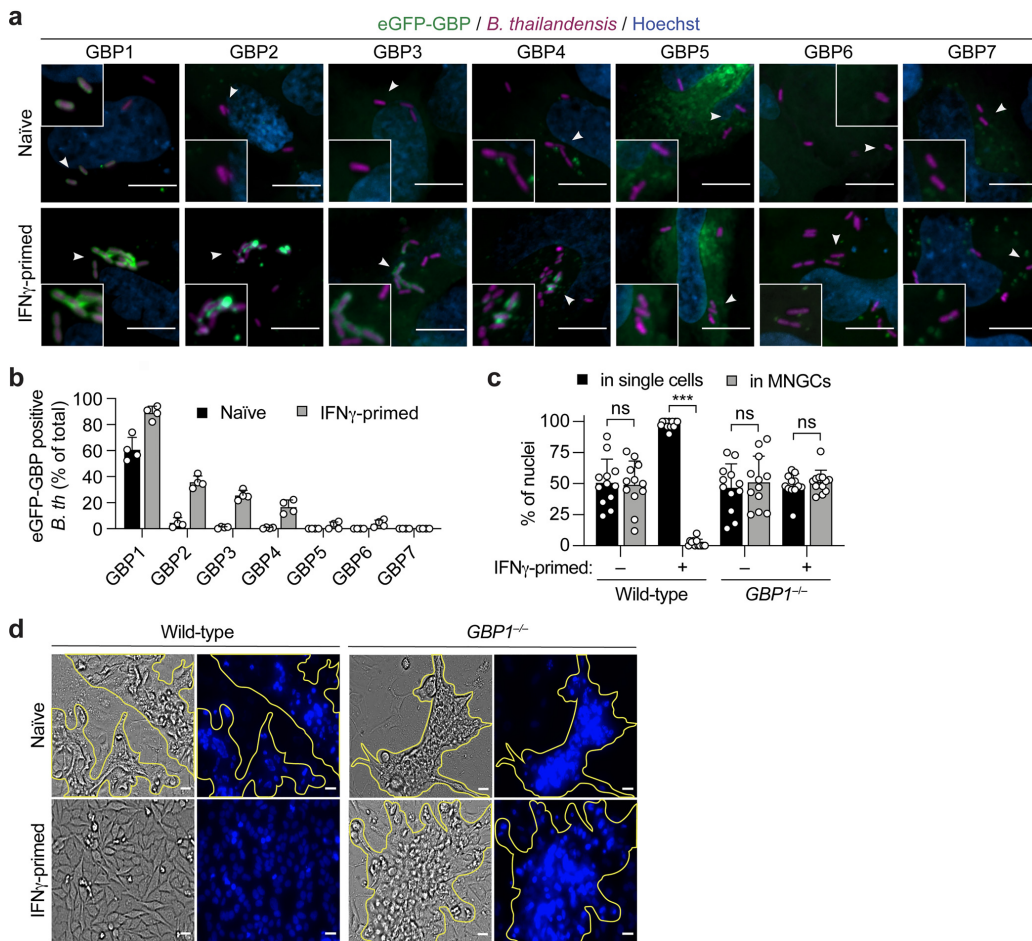 a
eGFP-GBP / B. thailandensis / Hoechst
GBP1 GBP2 GBP3 GBP4 GBP5 GBP6 GBP7
Naïve
IFNγ-primed
b
eGFP-GBP positive
B. th (% of total)
100
80
60
40
20
0
Naïve IFNγ-primed
GBP1 GBP2 GBP3 GBP4 GBP5 GBP6 GBP7
c
in single cells in MNGCs
% of nuclei
100
75
50
25
0
ns *** ns ns
IFNγ-primed: – + – +
Wild-type GBP1–/–
d
Wild-type GBP1–/–
Naïve
IFNγ-primed